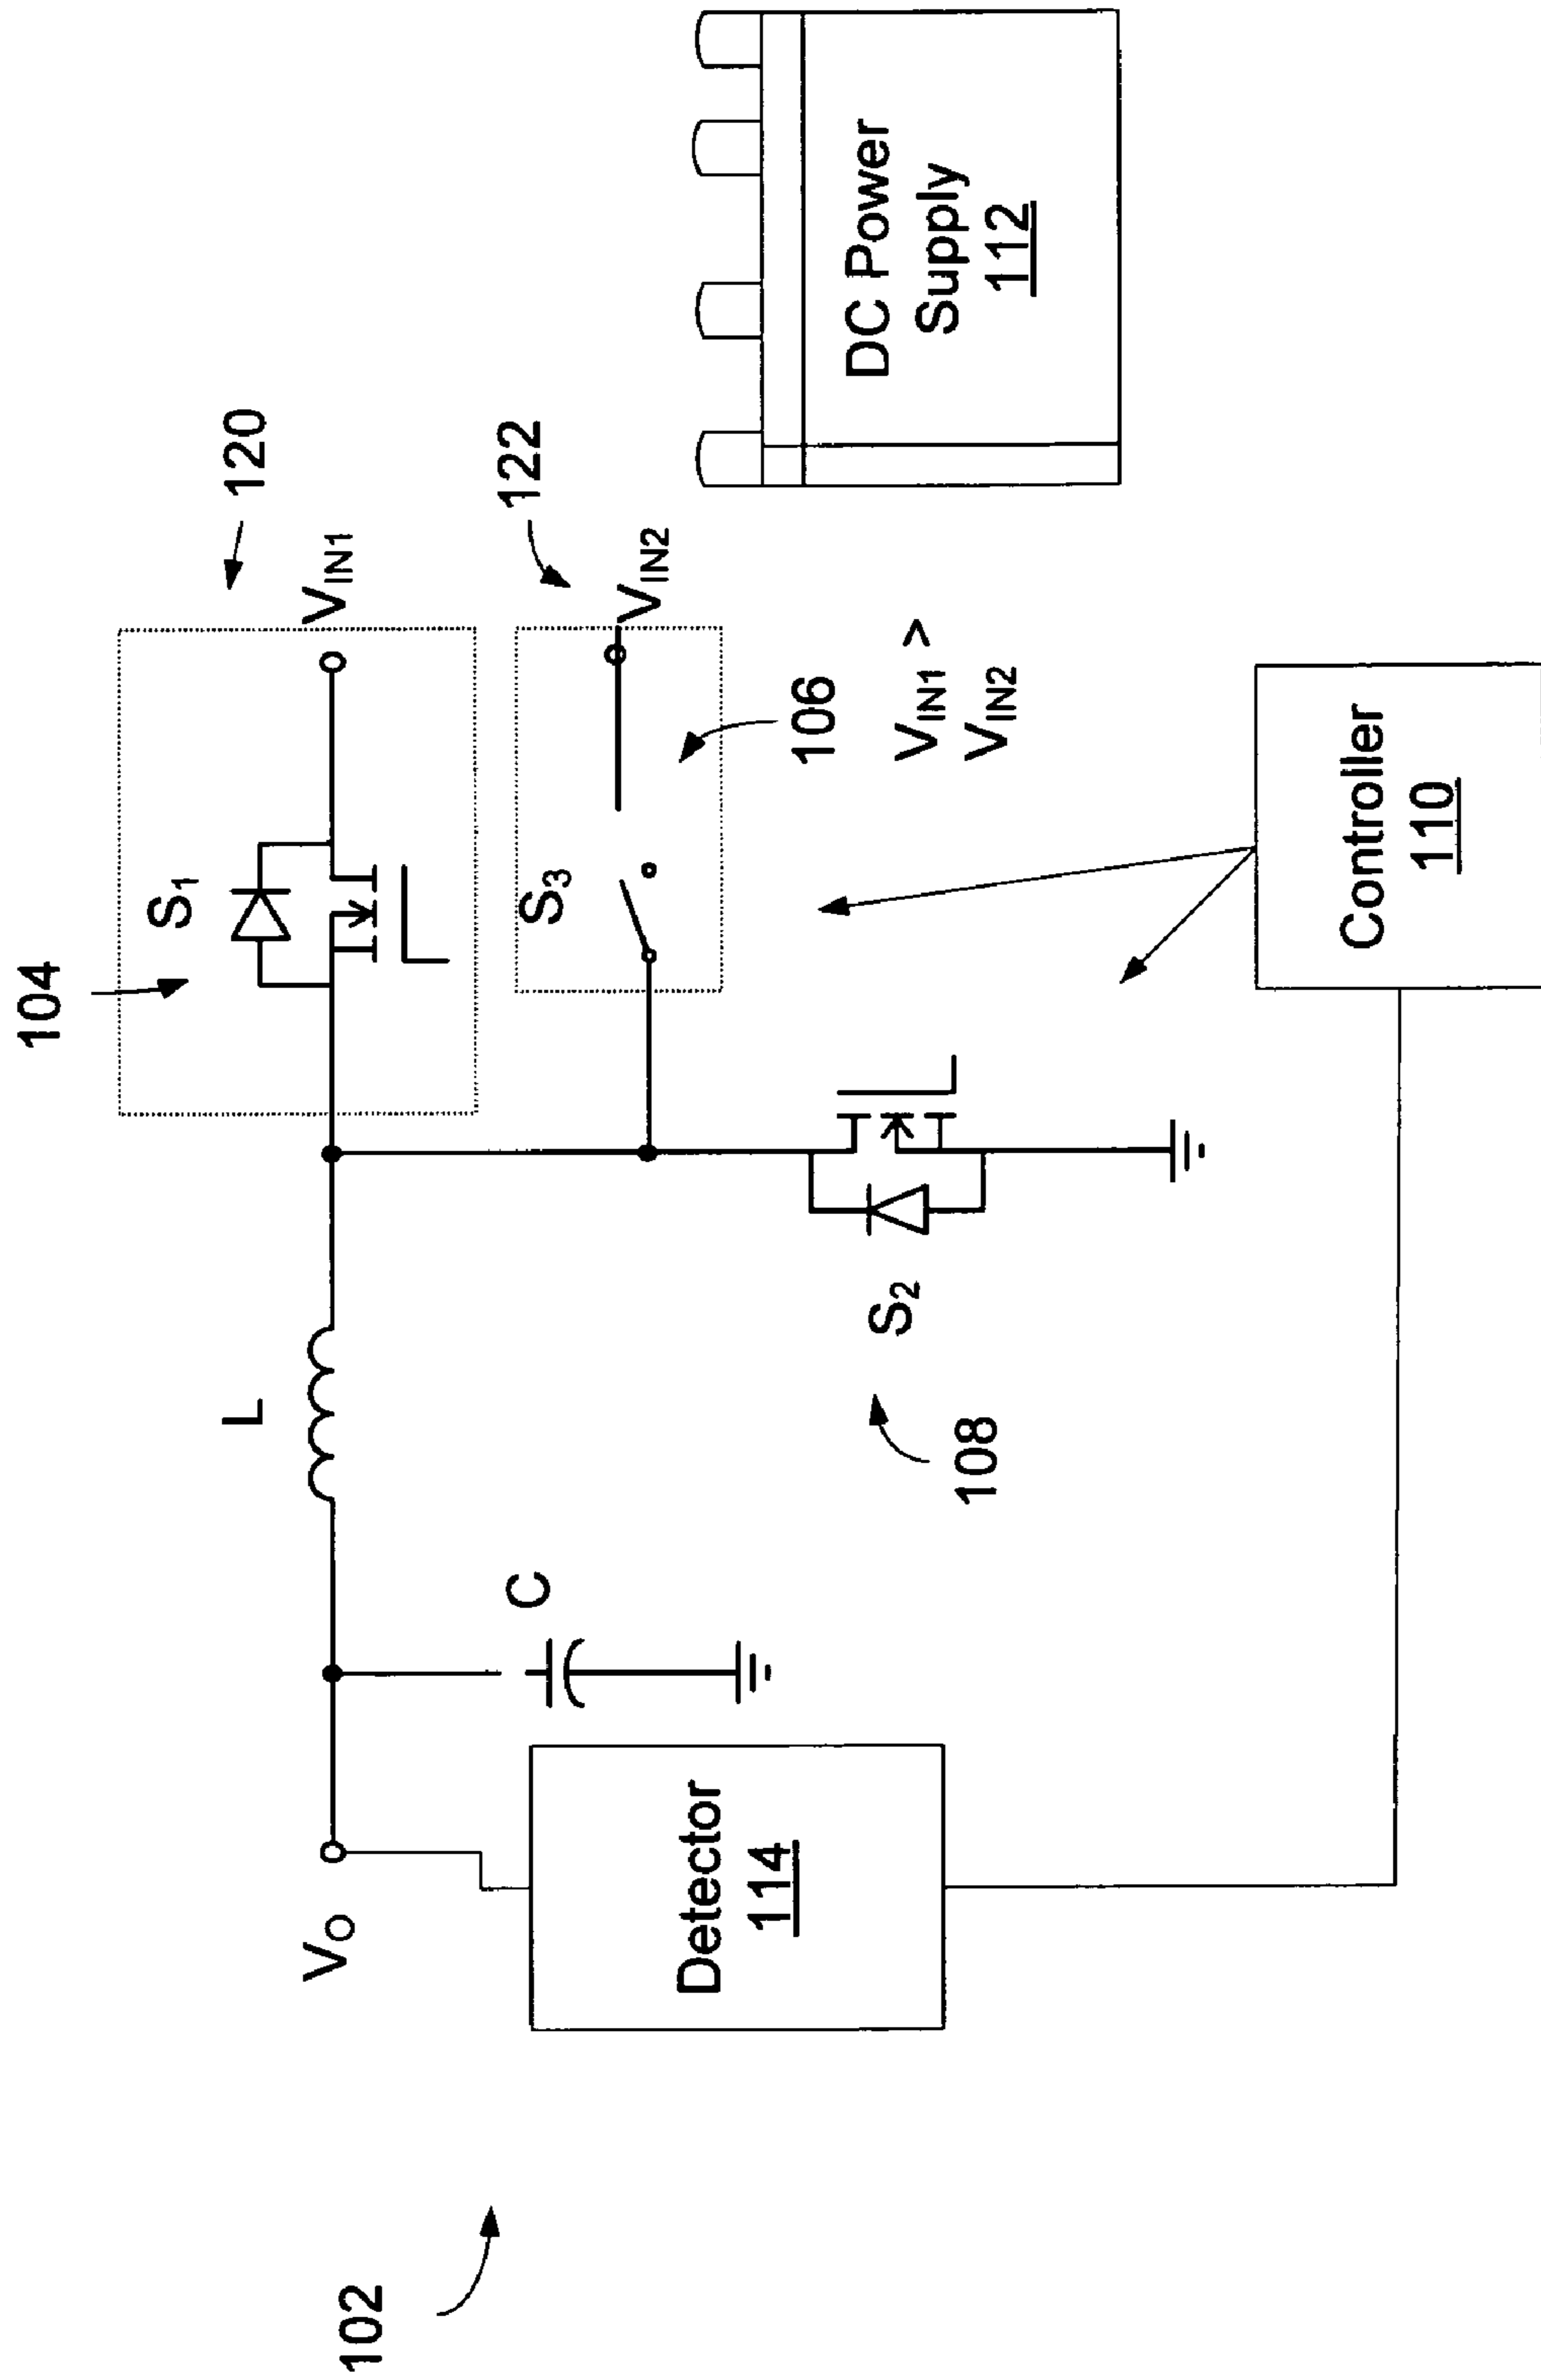 102
V_O
Detector
114
C
L
108
S_2
104
S_1
S_3
120
V_IN1
122
V_IN2
106
V_IN1 >
V_IN2
Controller
110
DC Power
Supply
112